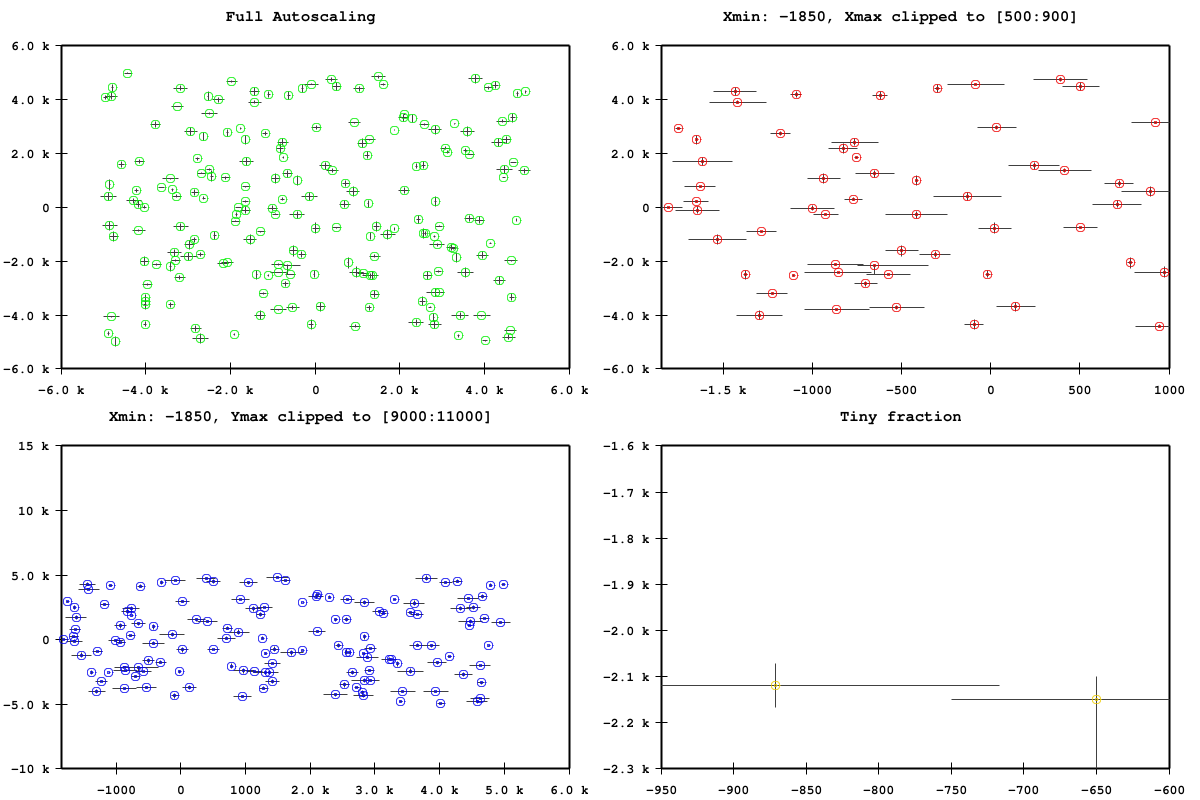 Full Autoscaling
6.0 k
4.0 k
2.0 k
0
-2.0 k
-4.0 k
-6.0 k
-6.0 k -4.0 k -2.0 k 0 2.0 k 4.0 k 6.0 k
Xmin: -1850, Xmax clipped to [500:900]
6.0 k
4.0 k
2.0 k
0
-2.0 k
-4.0 k
-6.0 k
-1.5 k -1000 -500 0 500 1000
Xmin: -1850, Ymax clipped to [9000:11000]
15 k
10 k
5.0 k
0
-5.0 k
-10 k
-1000 0 1000 2.0 k 3.0 k 4.0 k 5.0 k 6.0 k
Tiny fraction
-1.6 k
-1.7 k
-1.8 k
-1.9 k
-2.0 k
-2.1 k
-2.2 k
-2.3 k
-950 -900 -850 -800 -750 -700 -650 -600